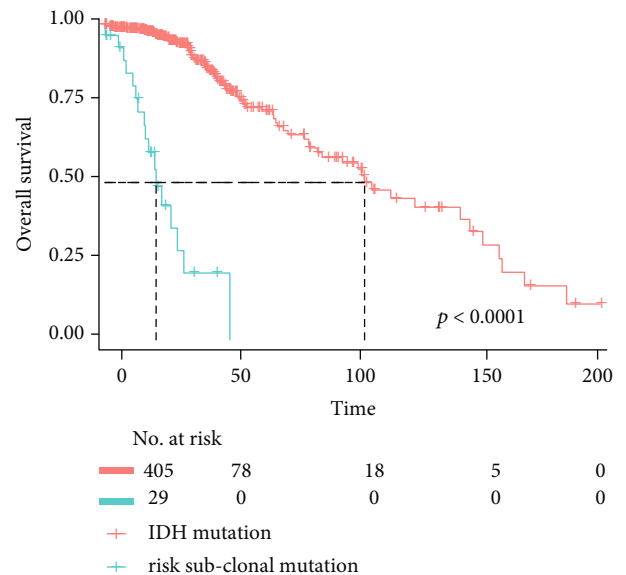 1.00
0.75
0.50
0.25
0.00
Overall survival
p < 0.0001
0 50 100 150 200
Time
No. at risk
405 78 18 5 0
29 0 0 0 0
IDH mutation
risk sub-clonal mutation